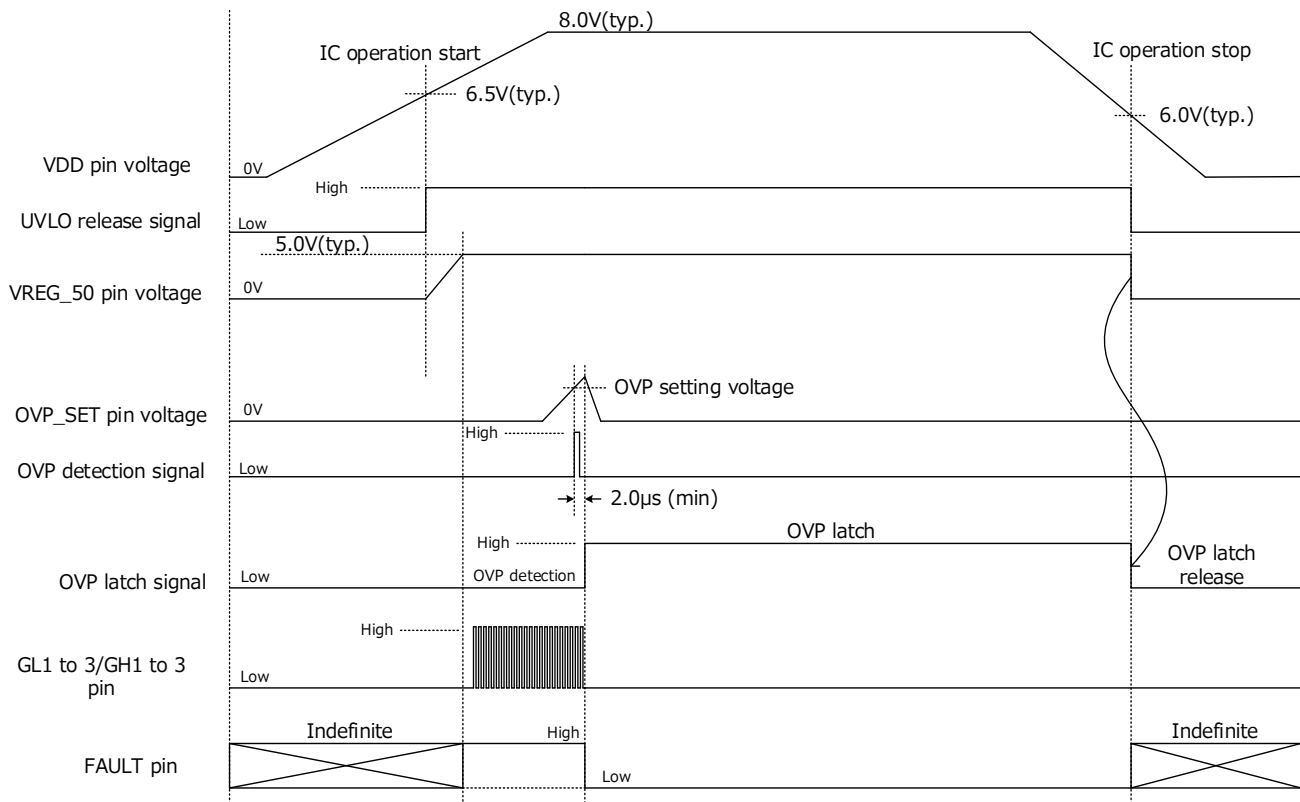 8.0V(typ.)
IC operation start
IC operation stop
6.5V(typ.)
6.0V(typ.)
VDD pin voltage
0V
High
UVLO release signal
Low
5.0V(typ.)
VREG_50 pin voltage
0V
OVP setting voltage
OVP_SET pin voltage
0V
High
OVP detection signal
Low
2.0µs (min)
High
OVP latch
OVP latch signal
Low
OVP detection
OVP latch
release
High
GL1 to 3/GH1 to 3
pin
Low
Indefinite
High
Indefinite
FAULT pin
Low